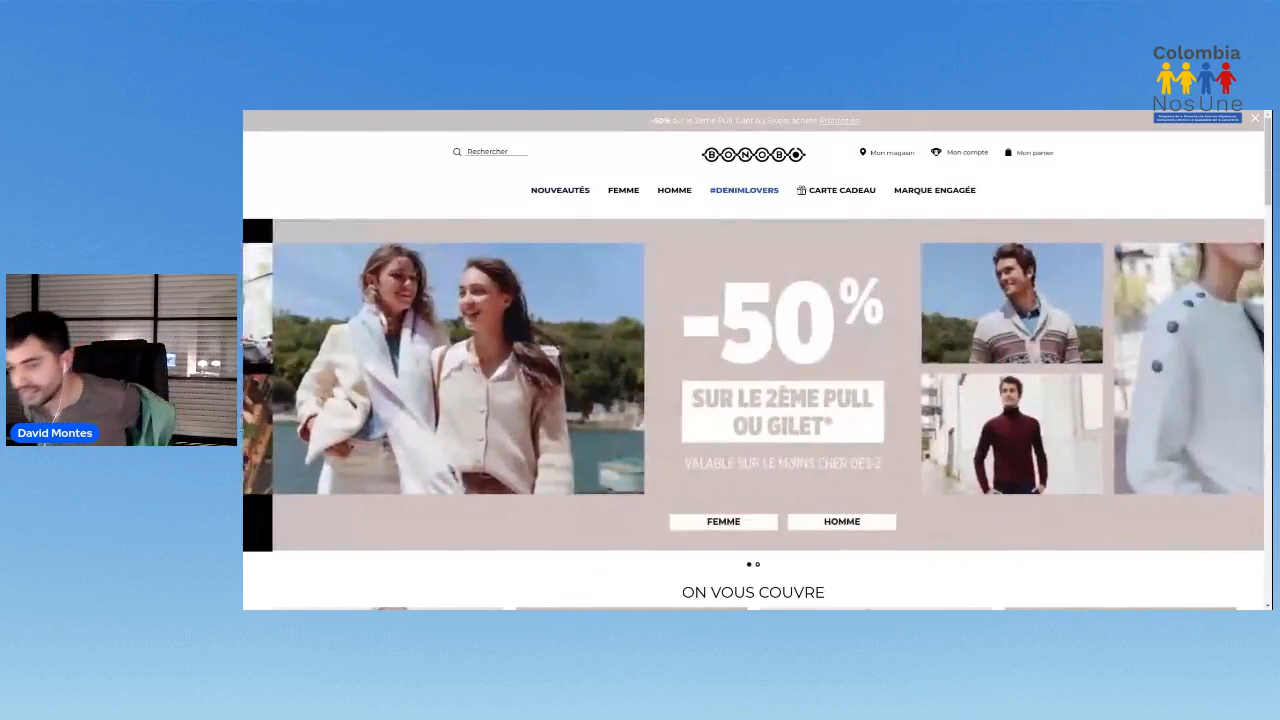 Colombia
Nos Une
-50% sur le 2ème Pull, Gilet ou Sweat acheté Profitez-en
Rechercher
BONOBO
Mon magasin
Mon compte
Mon panier
NOUVEAUTÉS
FEMME
HOMME
#DENIMLOVERS
CARTE CADEAU
MARQUE ENGAGÉE
-50%
SUR LE 2ÈME PULL
OU GILET*
VALABLE SUR LE MOINS CHER DES 2
FEMME
HOMME
David Montes
ON VOUS COUVRE